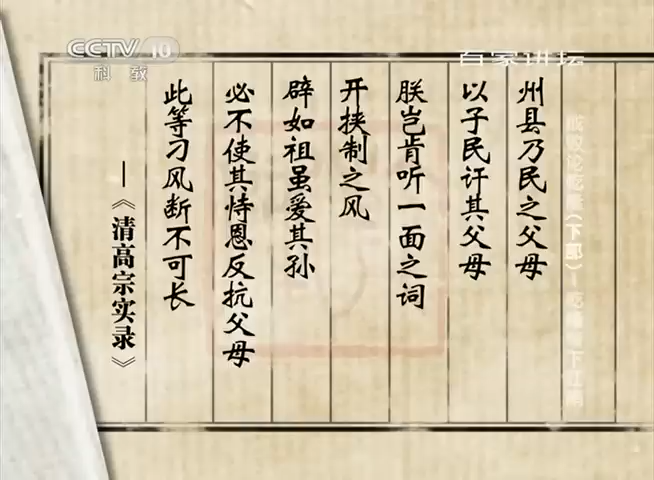 CCTV 10
科教
百家讲坛
州县乃民之父母
以子民讦其父母
朕岂肯听一面之词
开挟制之风
辟如祖虽爱其孙
必不使其恃恩反抗父母
此等刁风断不可长
—《清高宗实录》